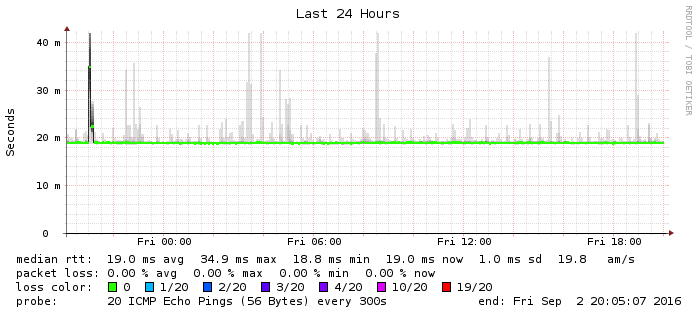 Last 24 Hours
RRDTOOL / TOBI OETIKER
Seconds
40 m
30 m
20 m
10 m
0
Fri 00:00 Fri 06:00 Fri 12:00 Fri 18:00
median rtt: 19.0 ms avg 34.9 ms max 18.8 ms min 19.0 ms now 1.0 ms sd 19.8 am/s
packet loss: 0.00 % avg 0.00 % max 0.00 % min 0.00 % now
loss color: 0 1/20 2/20 3/20 4/20 10/20 19/20
probe: 20 ICMP Echo Pings (56 Bytes) every 300s end: Fri Sep 2 20:05:07 2016